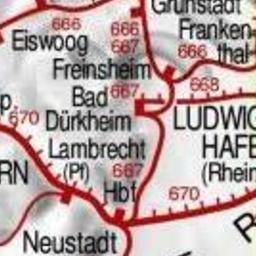 Grünstadt
666
666
Franken-
Eiswoog
667
666
thal
Freinsheim
Bad
667
668
670
Dürkheim
LUDWIG
Lambrecht
HAFE
(Pf)
667
(Rhein
RN
Hbf
670
Neustadt
R